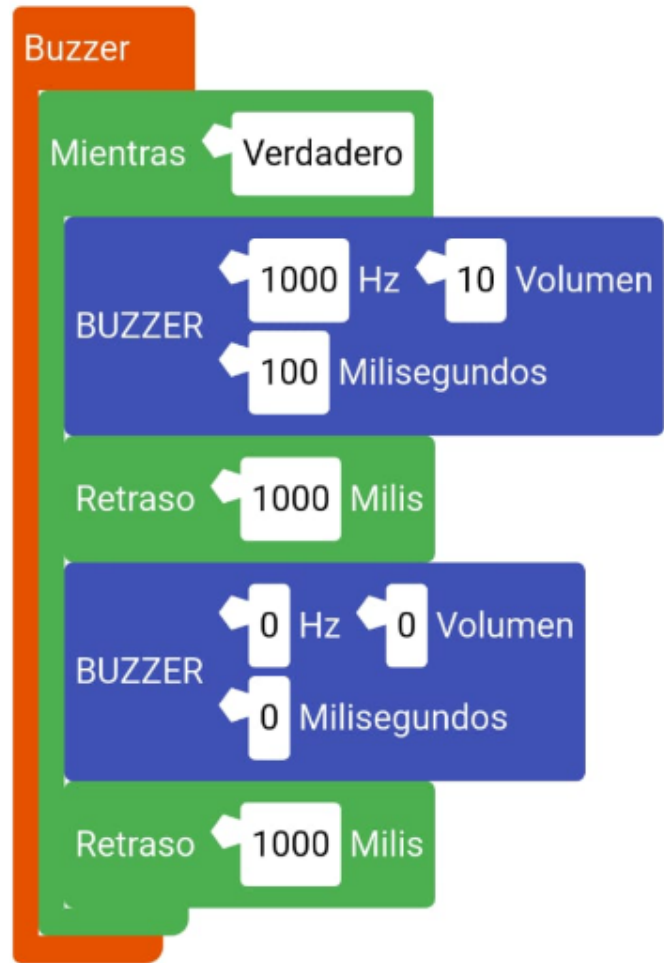 Buzzer
Mientras Verdadero
BUZZER 1000 Hz 10 Volumen
100 Milisegundos
Retraso 1000 Milis
BUZZER 0 Hz 0 Volumen
0 Milisegundos
Retraso 1000 Milis